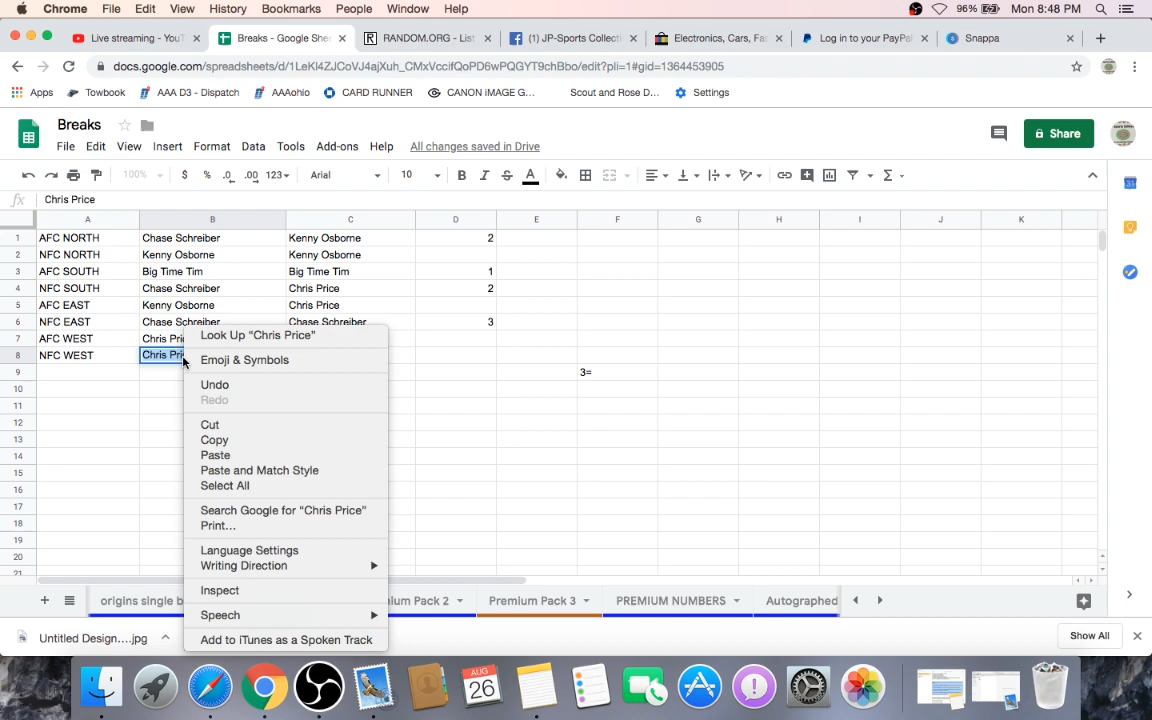 Chrome File Edit View History Bookmarks People Window Help 96% Mon 8:48 PM
Live streaming - YouT Breaks - Google Shee RANDOM.ORG - List (1) JP-Sports Collecti Electronics, Cars, Fas Log in to your PayPal Snappa
docs.google.com/spreadsheets/d/1LeKl4ZJCoVJ4ajXuh_CMxVccifQoPD6wPQGYT9chBbo/edit?pli=1#gid=1364453905
Apps Towbook AAA D3 - Dispatch AAAohio CARD RUNNER CANON iMAGE G... Scout and Rose D... Settings
Breaks
File Edit View Insert Format Data Tools Add-ons Help All changes saved in Drive
Share
100% $ % .0 .00 123 Arial 10 B I S A
fx Chris Price
A B C D E F G H I J K
1 AFC NORTH Chase Schreiber Kenny Osborne 2
2 NFC NORTH Kenny Osborne Kenny Osborne
3 AFC SOUTH Big Time Tim Big Time Tim 1
4 NFC SOUTH Chase Schreiber Chris Price 2
5 AFC EAST Kenny Osborne Chris Price
6 NFC EAST Chase Schreiber Chase Schreiber 3
7 AFC WEST Chris Pri
8 NFC WEST Chris Pri
9 3=
10
11
12
13
14
15
16
17
18
19
20
21
Look Up “Chris Price”
Emoji & Symbols
Undo
Redo
Cut
Copy
Paste
Paste and Match Style
Select All
Search Google for “Chris Price”
Print...
Language Settings
Writing Direction
Inspect
Speech
Add to iTunes as a Spoken Track
origins single b ium Pack 2 Premium Pack 3 PREMIUM NUMBERS Autographed
Untitled Design....jpg Show All
AUG
26